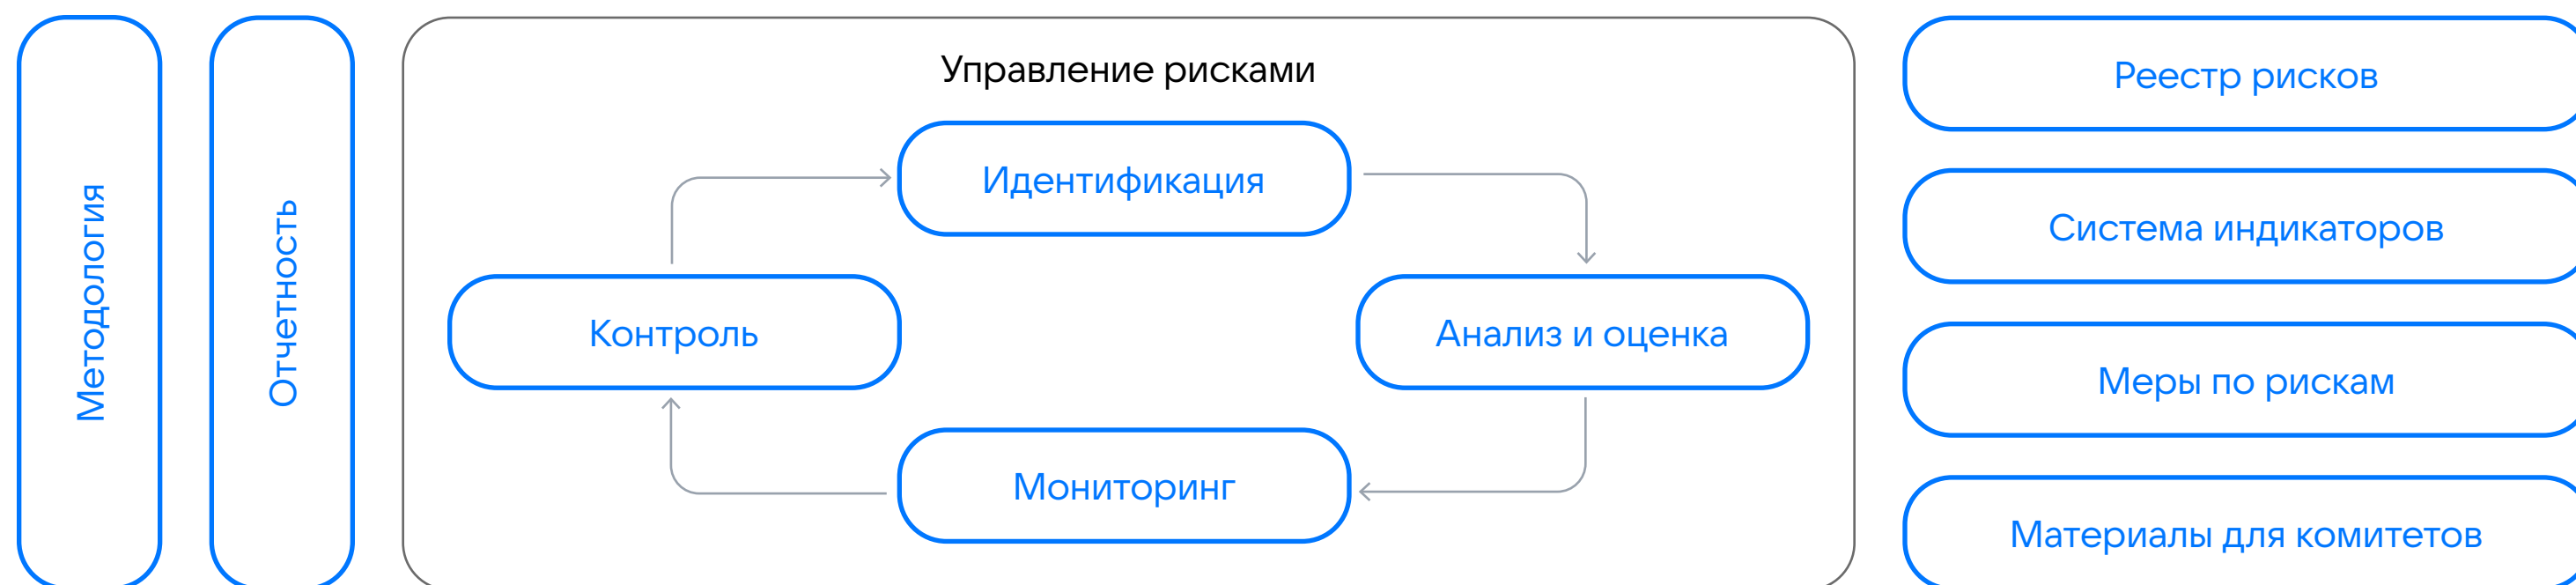 Методология
Отчетность
Управление рисками
Идентификация
Контроль
Анализ и оценка
Мониторинг
Реестр рисков
Система индикаторов
Меры по рискам
Материалы для комитетов